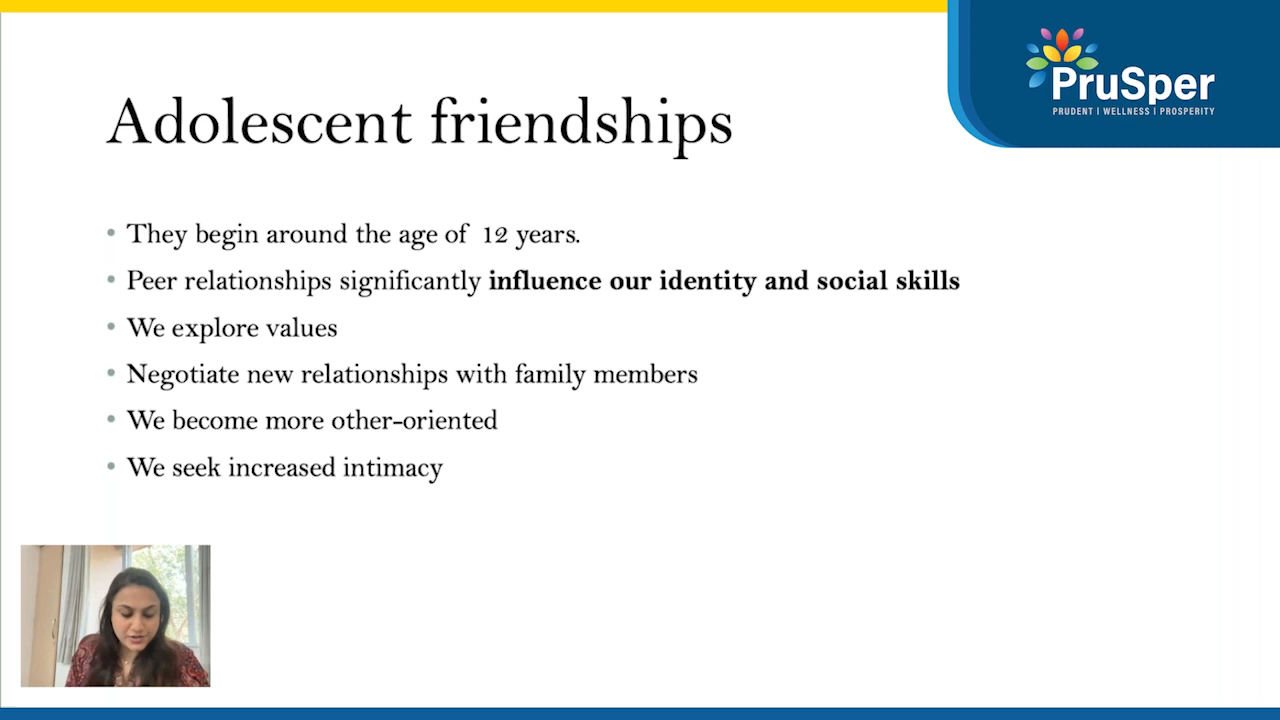 PruSper
PRUDENT | WELLNESS | PROSPERITY
Adolescent friendships
• They begin around the age of 12 years.
• Peer relationships significantly influence our identity and social skills
• We explore values
• Negotiate new relationships with family members
• We become more other-oriented
• We seek increased intimacy